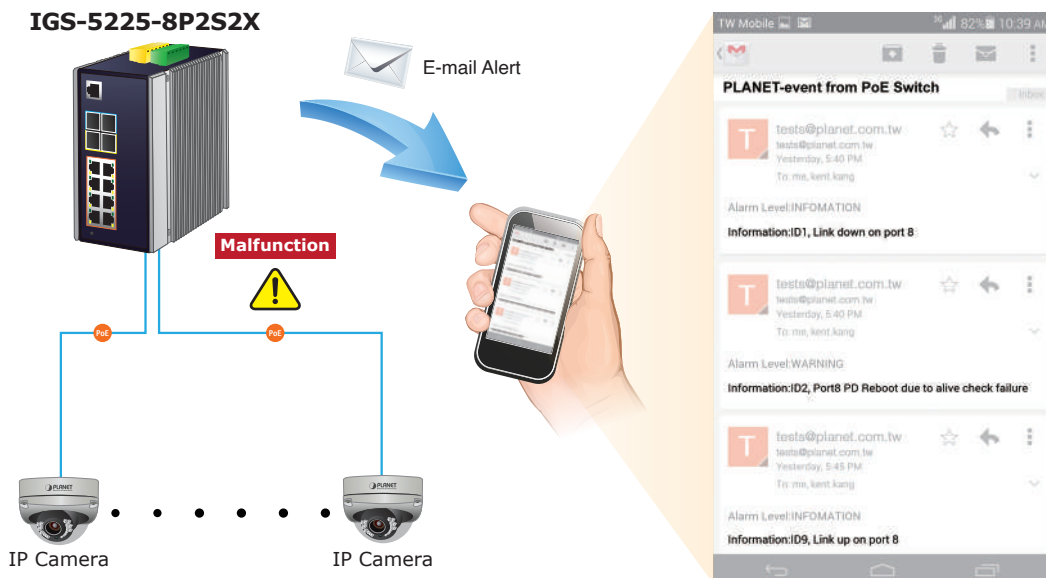 IGS-5225-8P2S2X
E-mail Alert
Malfunction
PoE
PoE
PLANET
PLANET
IP Camera
IP Camera
TW Mobile 3G 82% 10:39 AM
PLANET-event from PoE Switch
Inbox
T
tests@planet.com.tw
tests@planet.com.tw
Yesterday, 5:40 PM
To: me, kent.kang
Alarm Level:INFOMATION
Information:ID1, Link down on port 8
T
tests@planet.com.tw
tests@planet.com.tw
Yesterday, 5:40 PM
To: me, kent.kang
Alarm Level:WARNING
Information:ID2, Port8 PD Reboot due to alive check failure
T
tests@planet.com.tw
tests@planet.com.tw
Yesterday, 5:45 PM
To: me, kent.kang
Alarm Level:INFOMATION
Information:ID9, Link up on port 8